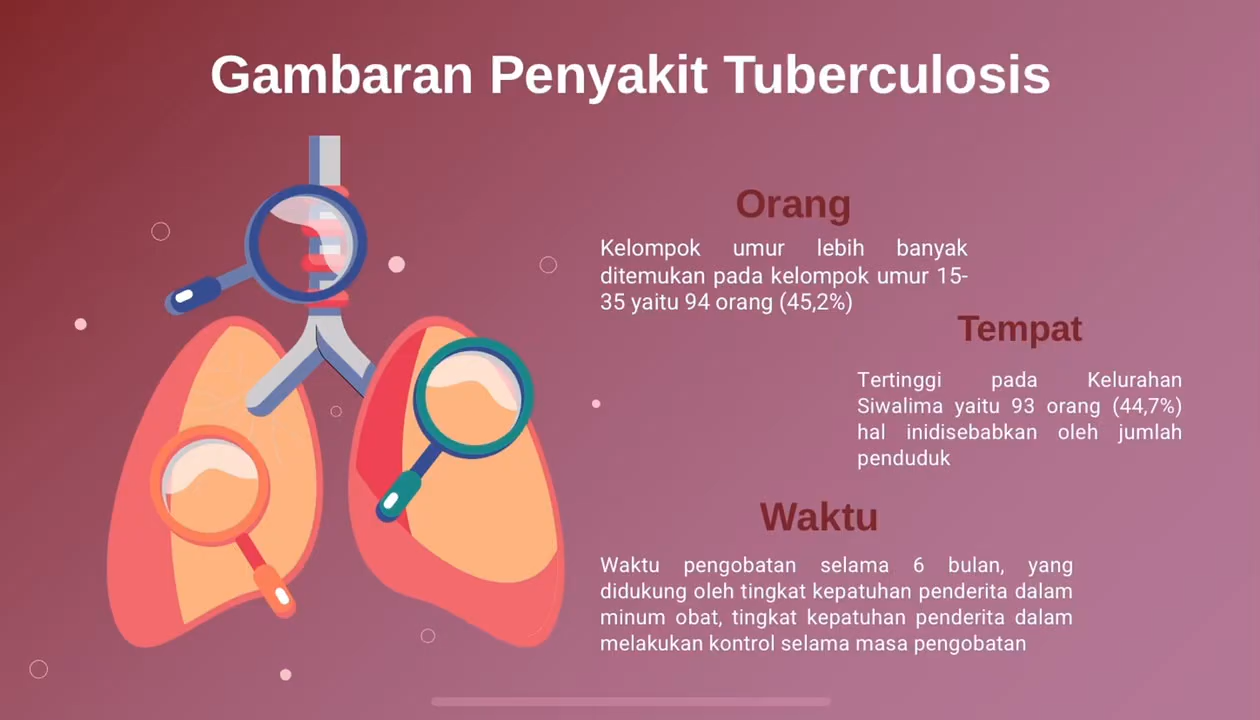 Gambaran Penyakit Tuberculosis
Orang
Kelompok umur lebih banyak
ditemukan pada kelompok umur 15-
35 yaitu 94 orang (45,2%)
Tempat
Tertinggi pada Kelurahan
Siwalima yaitu 93 orang (44,7%)
hal inidisebabkan oleh jumlah
penduduk
Waktu
Waktu pengobatan selama 6 bulan, yang
didukung oleh tingkat kepatuhan penderita dalam
minum obat, tingkat kepatuhan penderita dalam
melakukan kontrol selama masa pengobatan